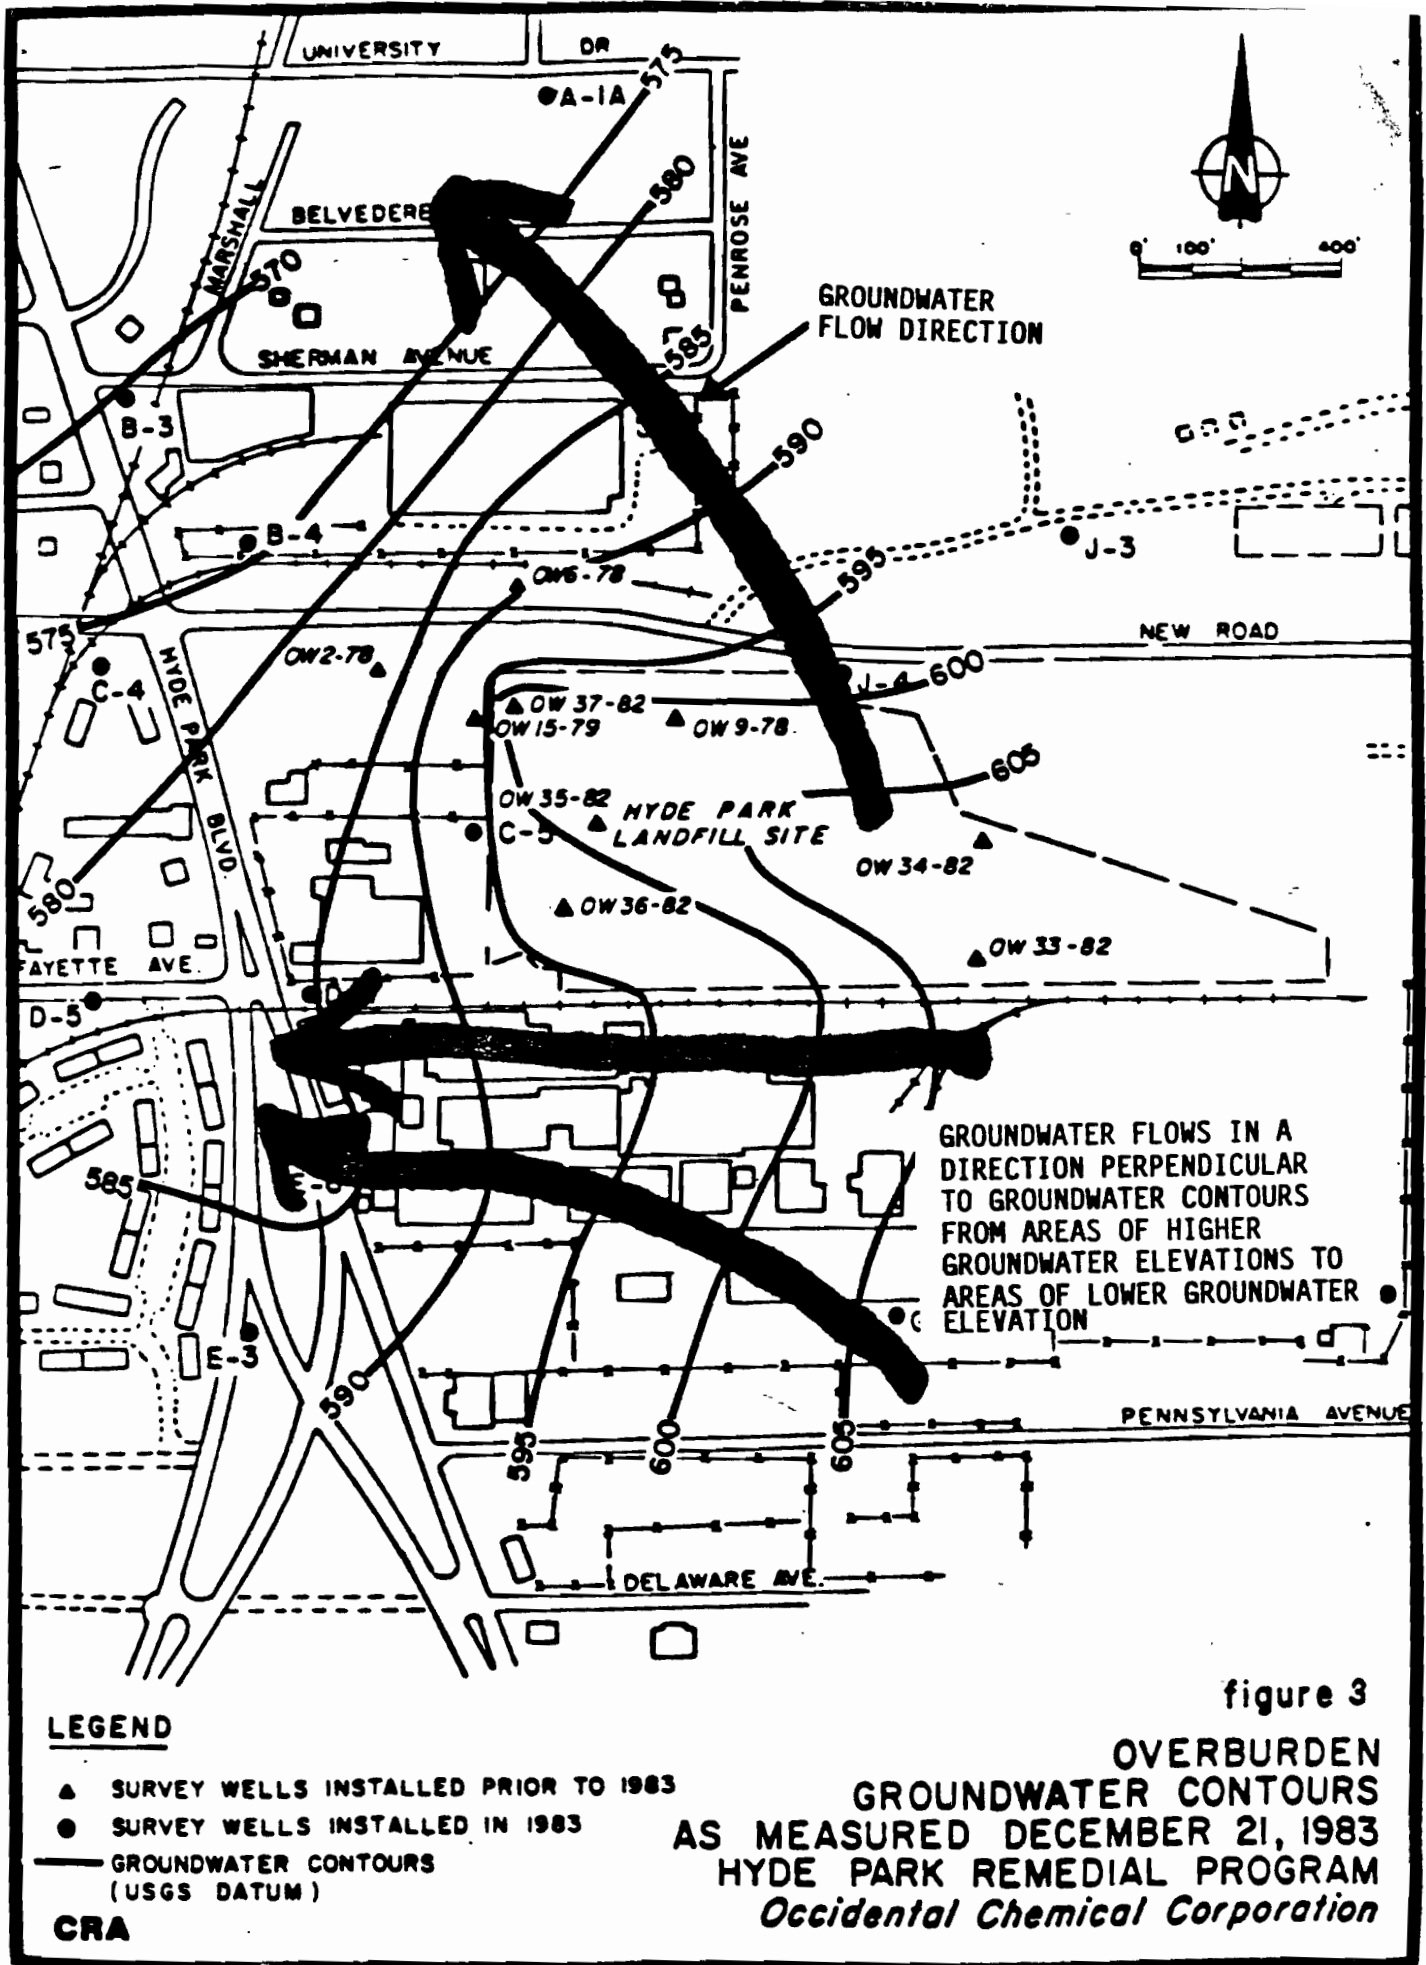 UNIVERSITY DR
575
A-1A
580
PENROSE AVE
MARSHALL
BELVEDERE
570
N
0' 100' 400'
GROUNDWATER
FLOW DIRECTION
SHERMAN AVENUE
585
B-3
590
B-4
J-3
OW6-78
595
575
NEW ROAD
OW2-78
HYDE PARK BLVD.
C-4
J-4
600
OW 37-82
OW 15-79
OW 9-78
605
OW 35-82
HYDE PARK
LANDFILL SITE
C-5
OW 34-82
580
OW 36-82
OW 33-82
FAYETTE AVE.
D-5
GROUNDWATER FLOWS IN A
DIRECTION PERPENDICULAR
TO GROUNDWATER CONTOURS
FROM AREAS OF HIGHER
GROUNDWATER ELEVATIONS TO
AREAS OF LOWER GROUNDWATER
ELEVATION
585
E-3
590
595
600
605
PENNSYLVANIA AVENUE
DELAWARE AVE.
figure 3
LEGEND
SURVEY WELLS INSTALLED PRIOR TO 1983
SURVEY WELLS INSTALLED IN 1983
GROUNDWATER CONTOURS
(USGS DATUM)
CRA
OVERBURDEN
GROUNDWATER CONTOURS
AS MEASURED DECEMBER 21, 1983
HYDE PARK REMEDIAL PROGRAM
Occidental Chemical Corporation